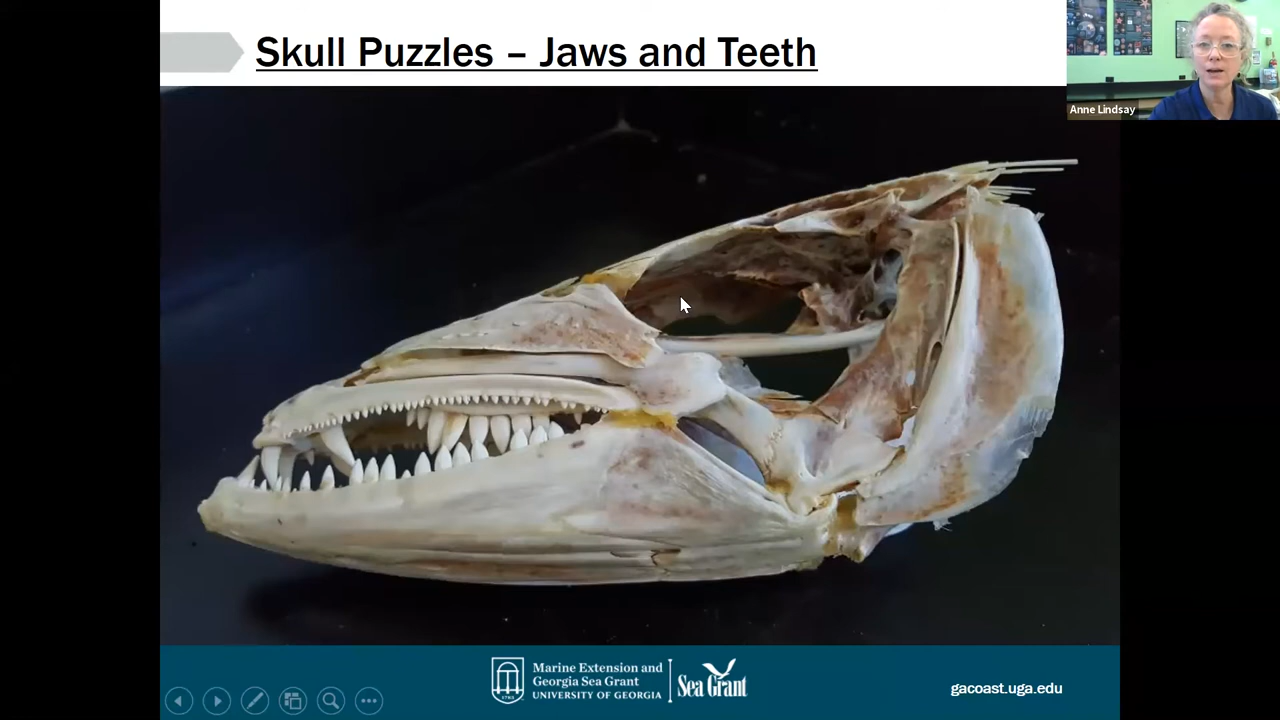 Skull Puzzles – Jaws and Teeth
Anne Lindsay
Marine Extension and
Georgia Sea Grant
UNIVERSITY OF GEORGIA
Sea Grant
gacoast.uga.edu